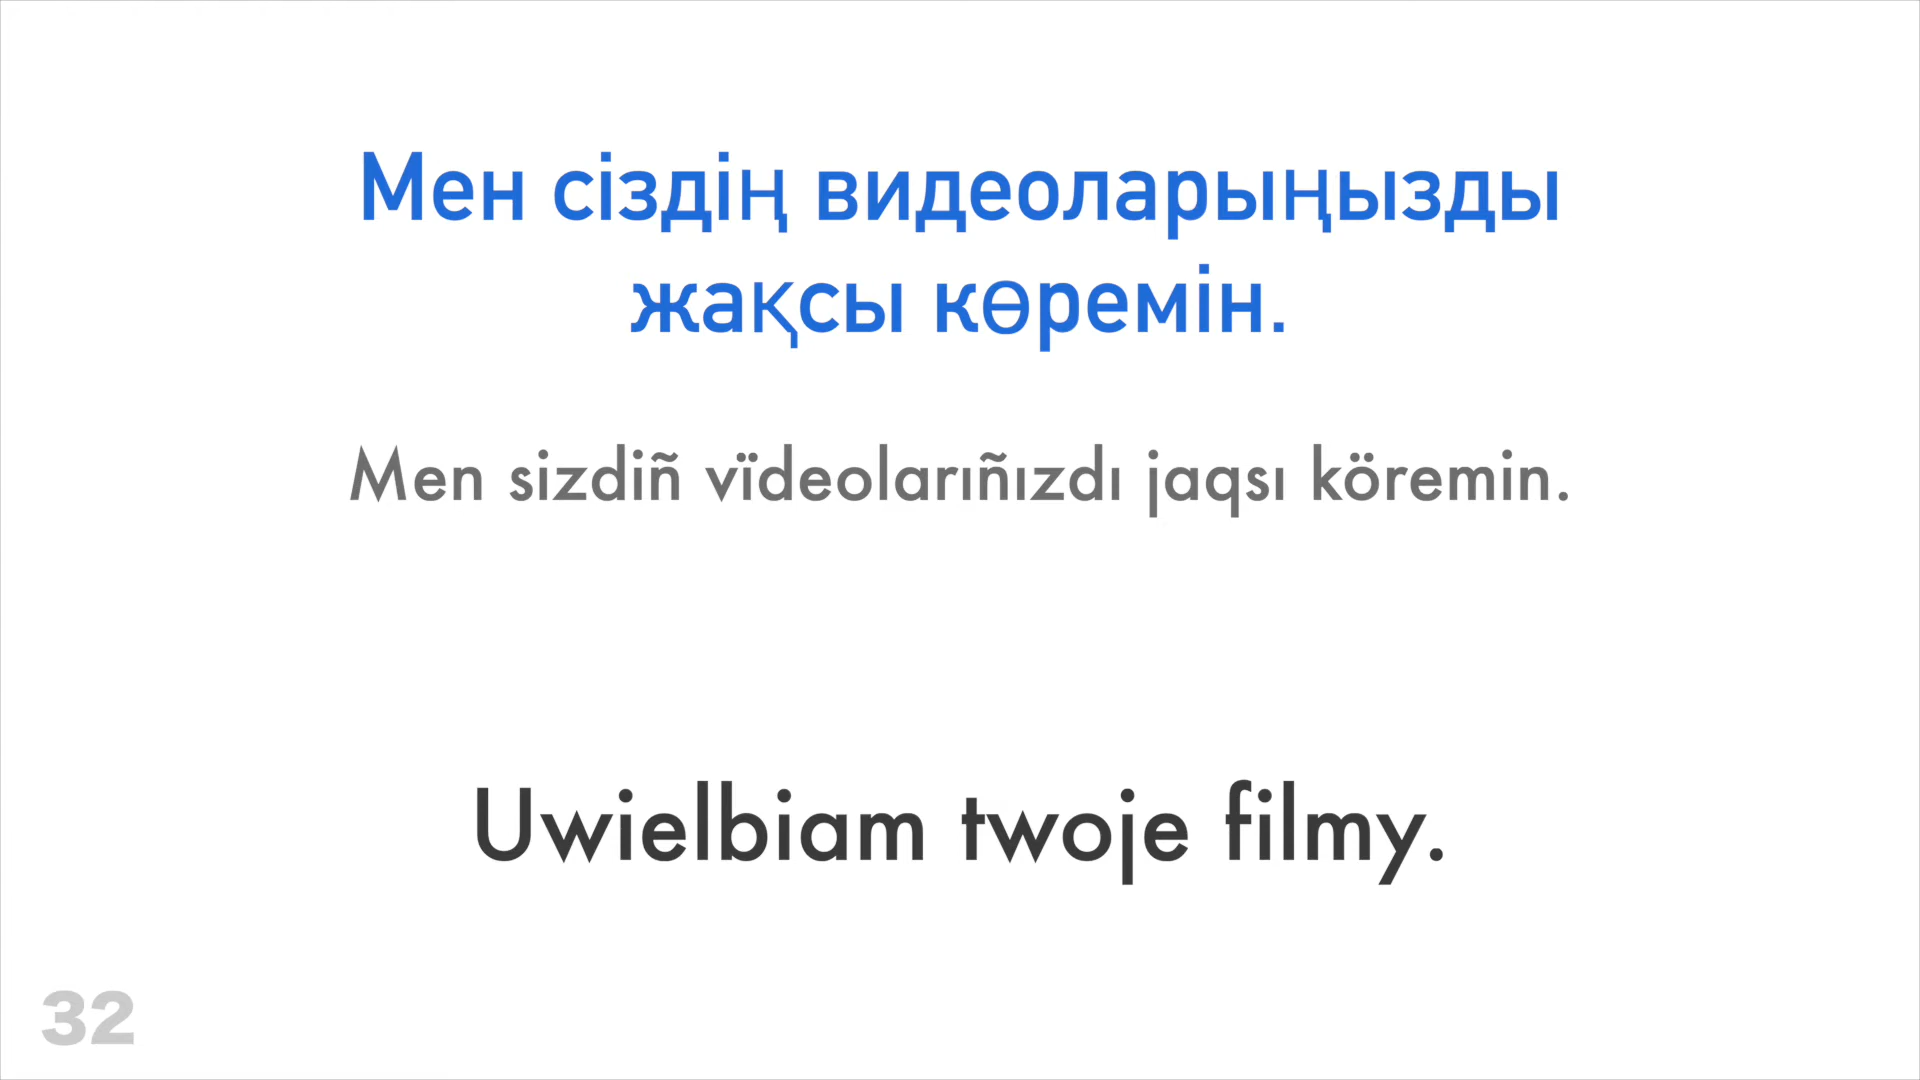 Мен сіздің видеоларыңызды
жақсы көремін.
Men sizdiñ vïdeolarıñızdı jaqsı köremin.
Uwielbiam twoje filmy.
32